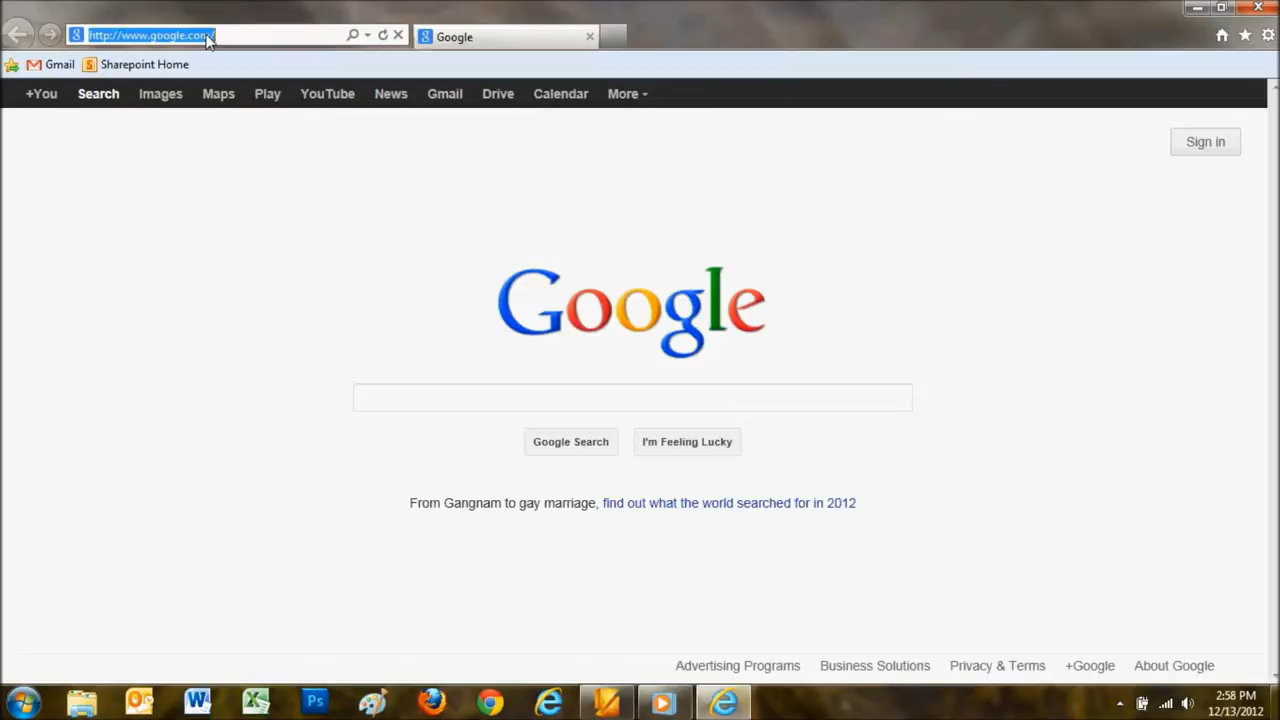 http://www.google.com/
Google
Gmail Sharepoint Home
+You Search Images Maps Play YouTube News Gmail Drive Calendar More
Sign in
Google
Google Search I'm Feeling Lucky
From Gangnam to gay marriage, find out what the world searched for in 2012
Advertising Programs Business Solutions Privacy & Terms +Google About Google
2:58 PM
12/13/2012